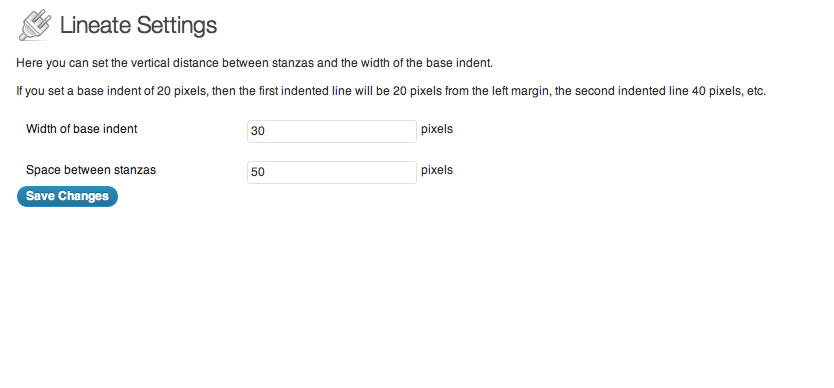 Lineate Settings
Here you can set the vertical distance between stanzas and the width of the base indent.
If you set a base indent of 20 pixels, then the first indented line will be 20 pixels from the left margin, the second indented line 40 pixels, etc.
Width of base indent 30 pixels
Space between stanzas 50 pixels
Save Changes